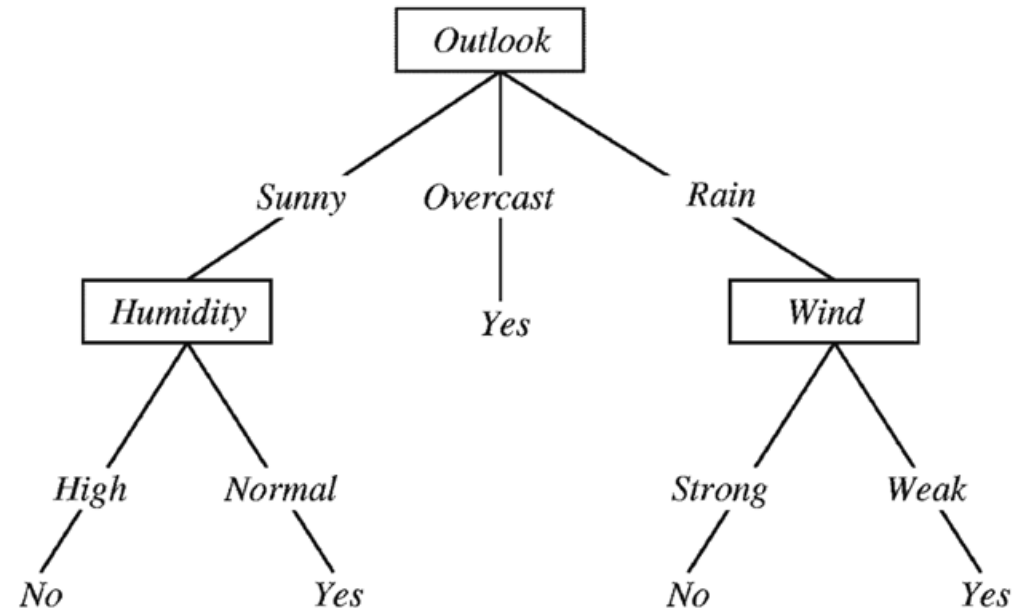 Outlook
Sunny Overcast Rain
Humidity Yes Wind
High Normal Strong Weak
No Yes No Yes